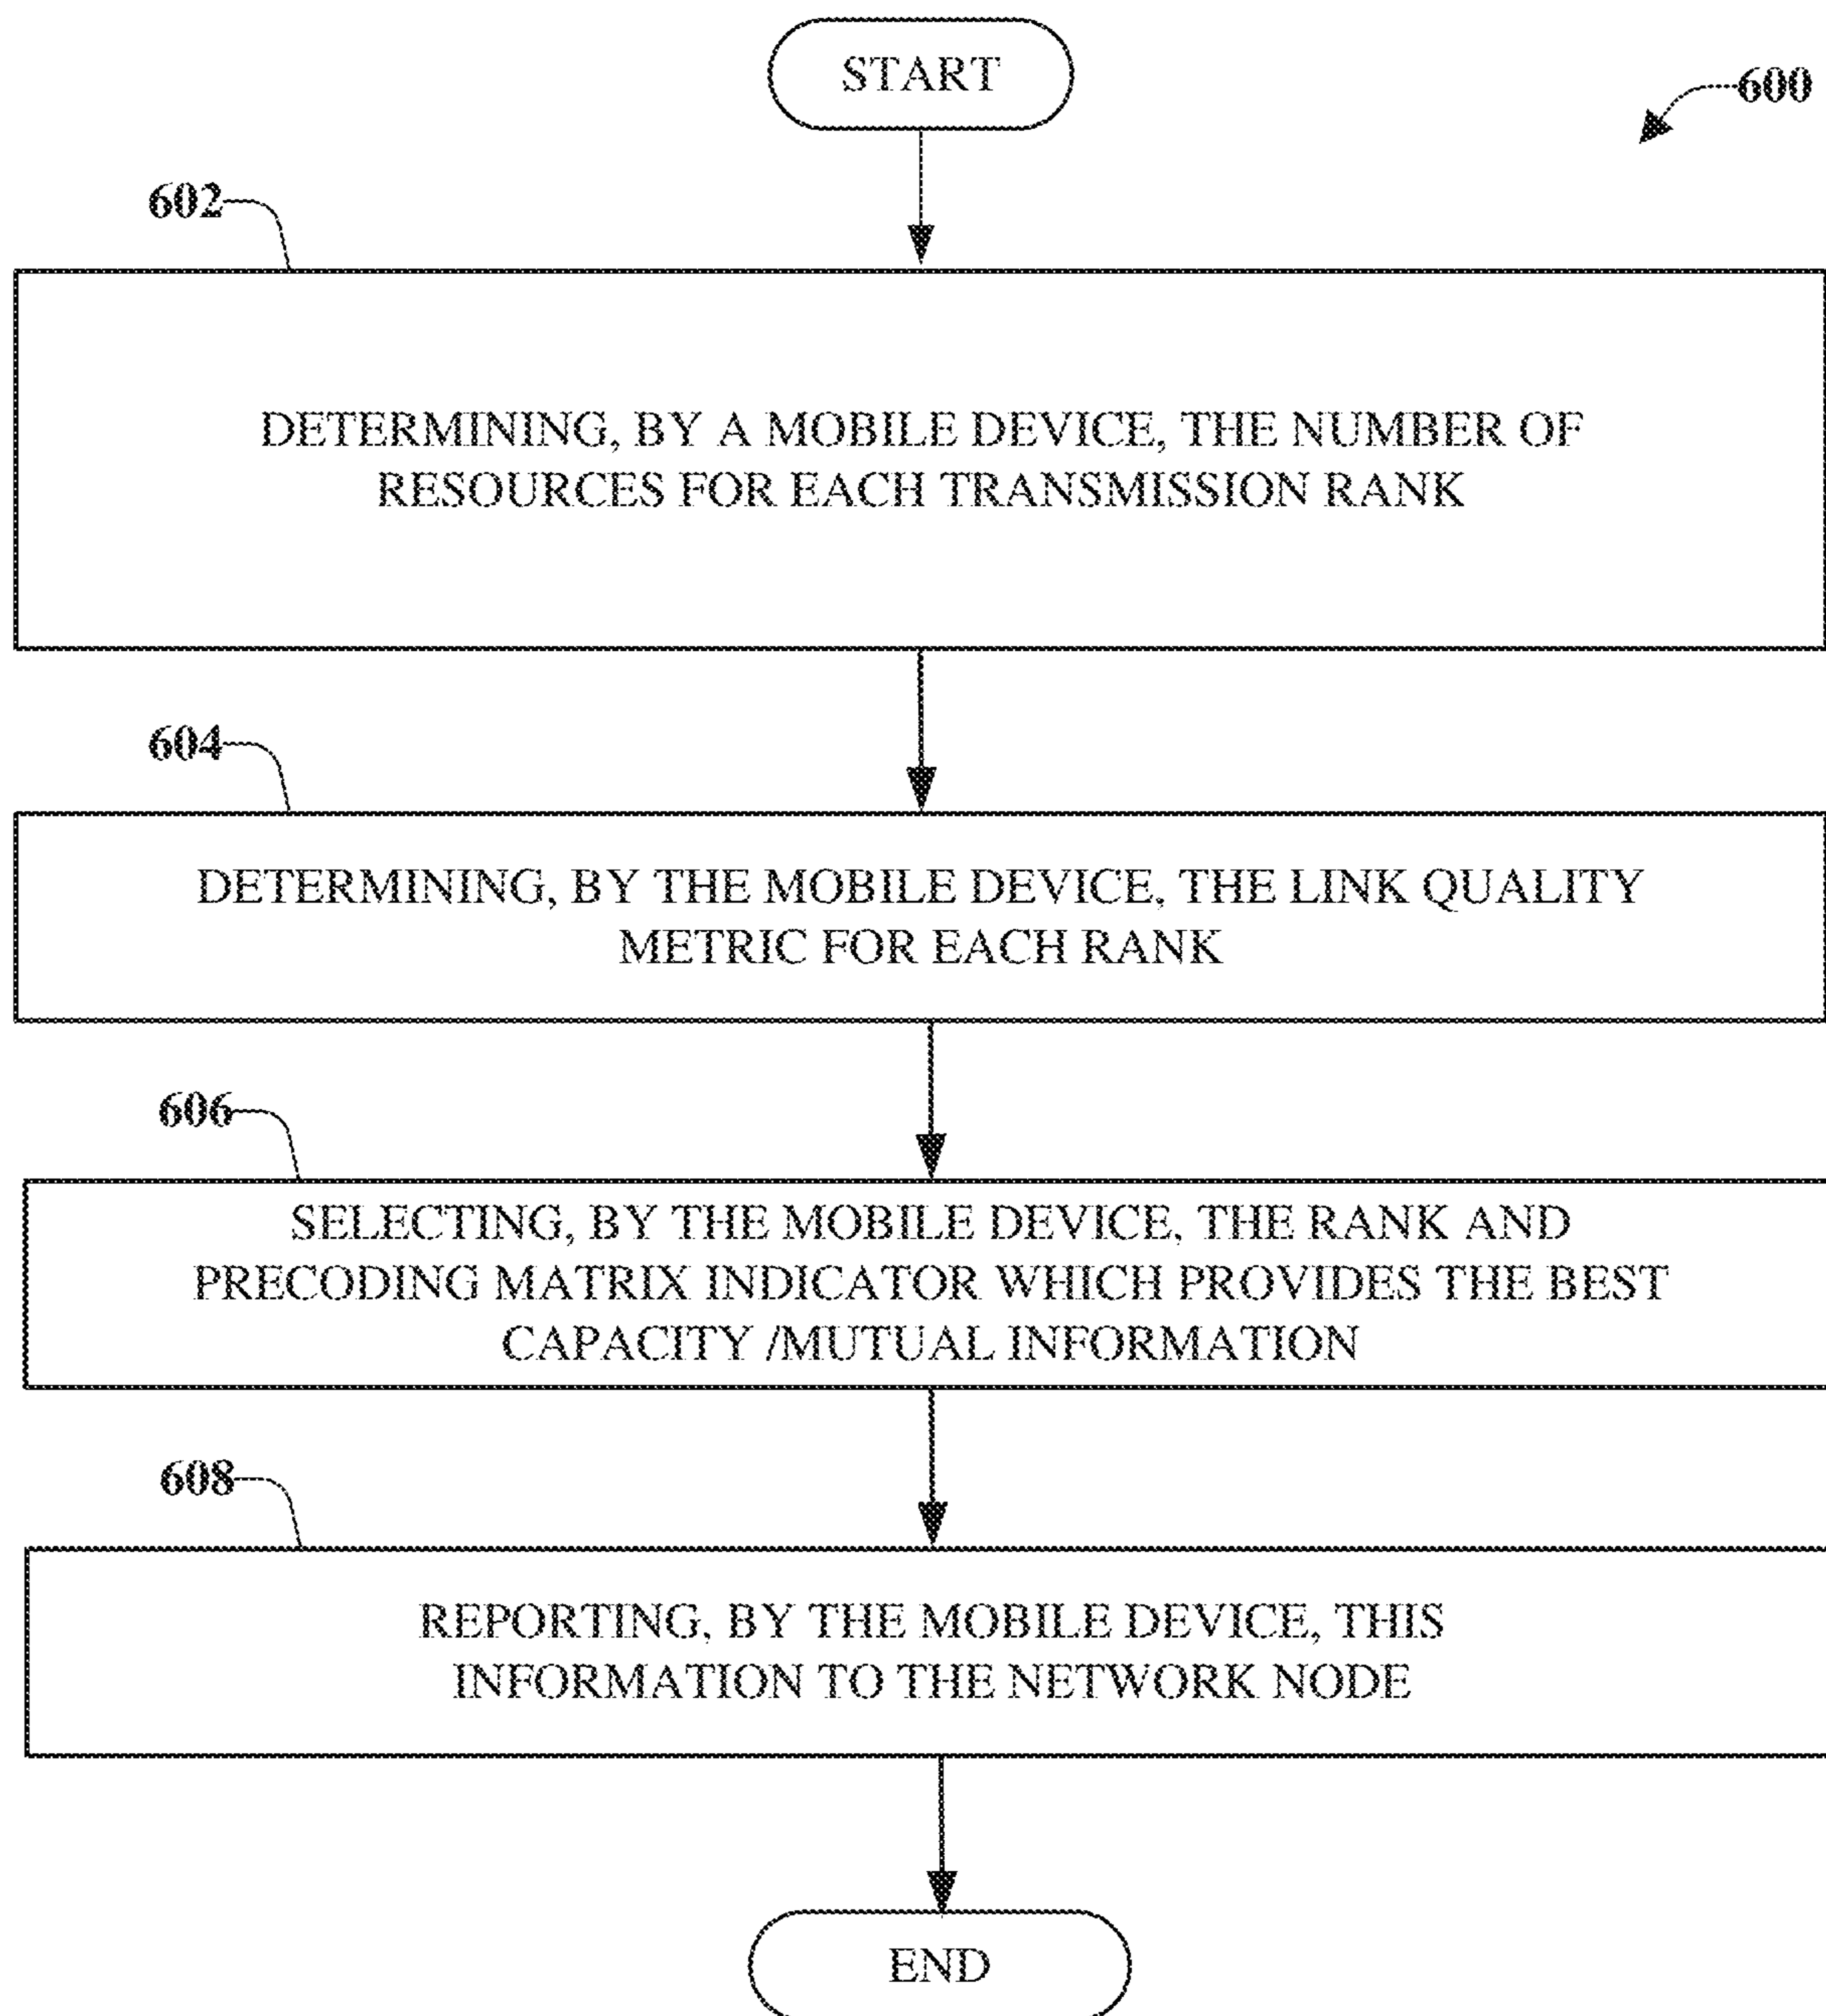 START
600
602
DETERMINING, BY A MOBILE DEVICE, THE NUMBER OF
RESOURCES FOR EACH TRANSMISSION RANK
604
DETERMINING, BY THE MOBILE DEVICE, THE LINK QUALITY
METRIC FOR EACH RANK
606
SELECTING, BY THE MOBILE DEVICE, THE RANK AND
PRECODING MATRIX INDICATOR WHICH PROVIDES THE BEST
CAPACITY /MUTUAL INFORMATION
608
REPORTING, BY THE MOBILE DEVICE, THIS
INFORMATION TO THE NETWORK NODE
END